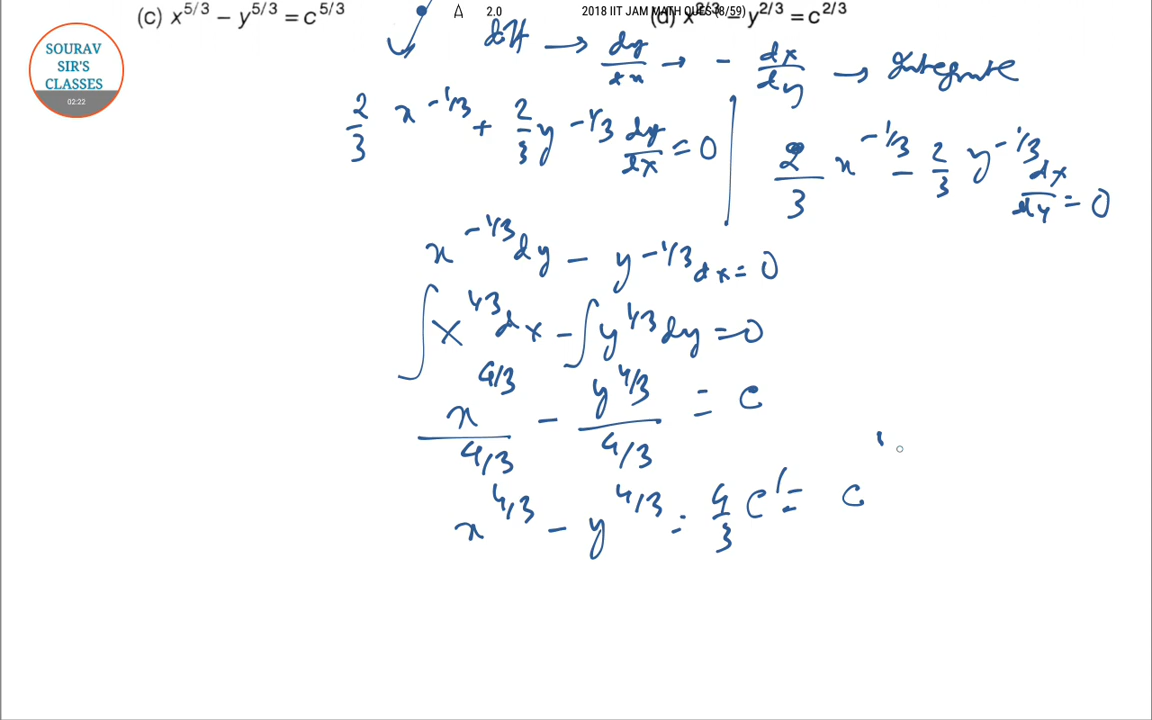 (c) x^5/3 − y^5/3 = c^5/3 A 2.0 2018 IIT JAM MATH QUES (8/59) (d) x^2/3 − y^2/3 = c^2/3
SOURAV
SIR'S
CLASSES
02:22
diff → dy/dx → - dx/dy → Integrate
2/3 x^-1/3 + 2/3 y^-1/3 dy/dx = 0 | 2/3 x^-1/3 - 2/3 y^-1/3 dx/dy = 0
x^-1/3 dy - y^-1/3 dx = 0
∫ x^1/3 dx - ∫ y^1/3 dy = 0
x^4/3 / 4/3 - y^4/3 / 4/3 = c
x^4/3 - y^4/3 = 4/3 c' = c